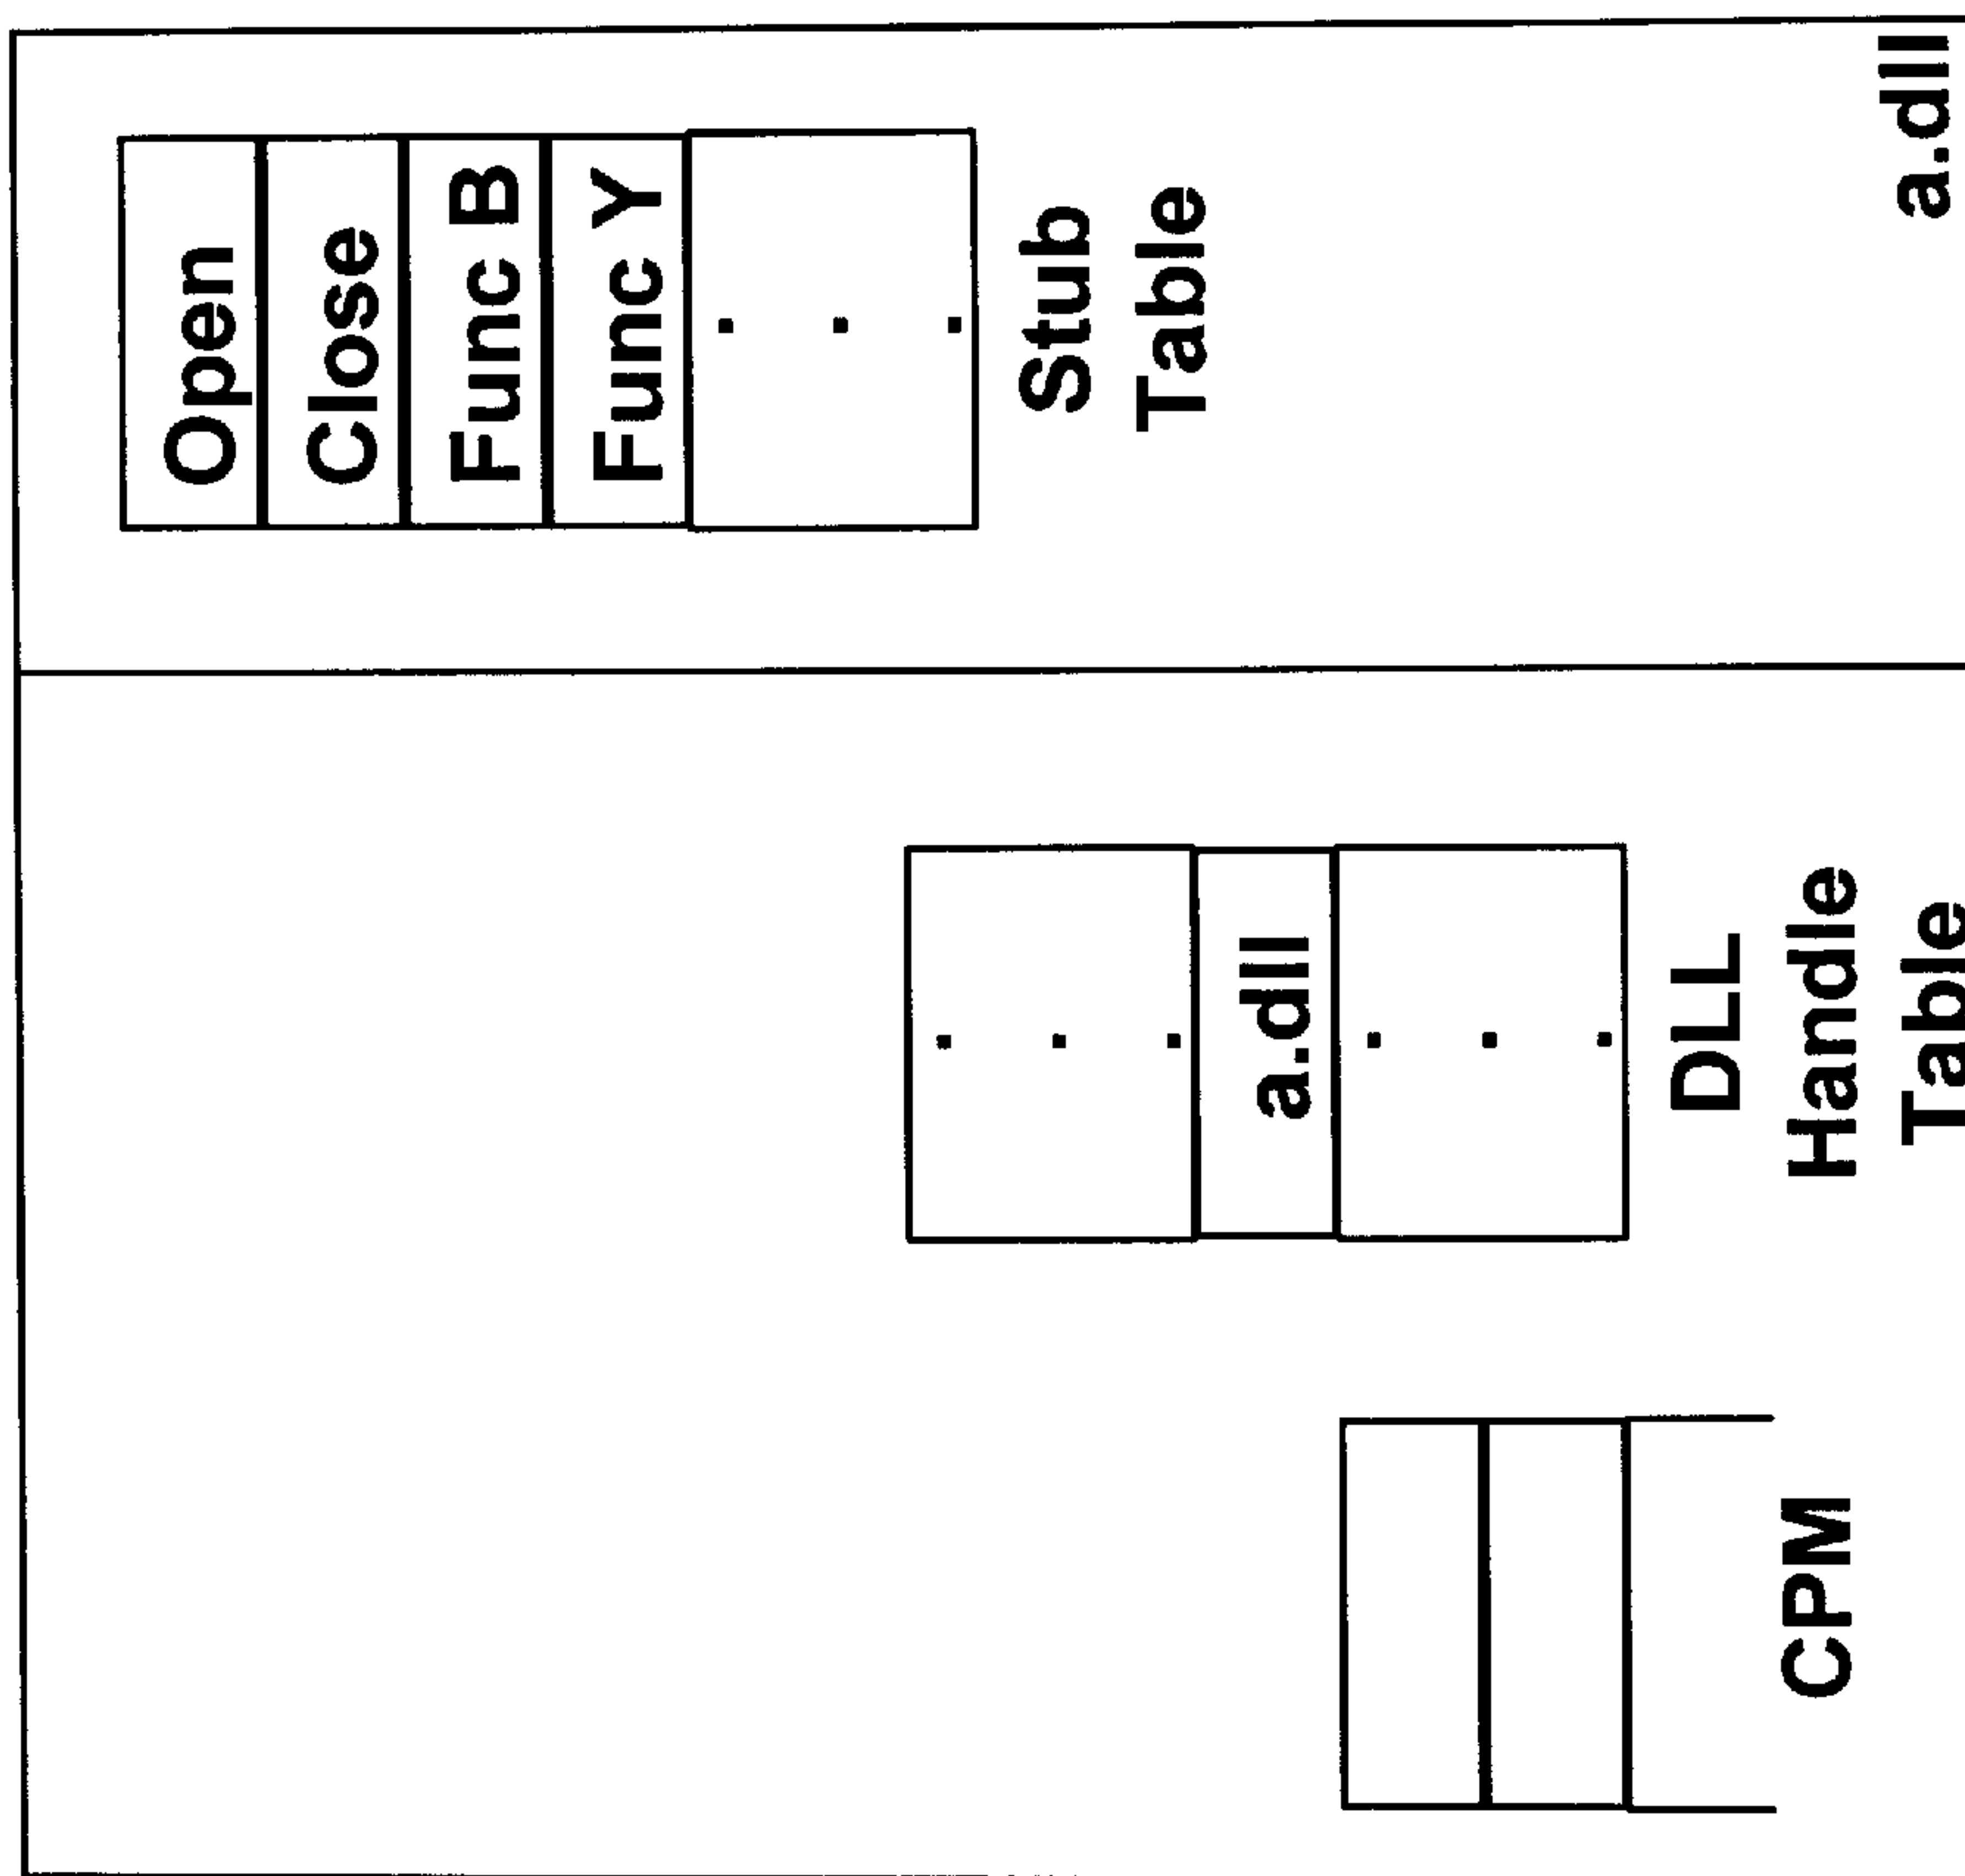 CPM
a.dll
DLL
Handle
Table
Open
Close
Func B
Func Y
Stub
Table
a.dll